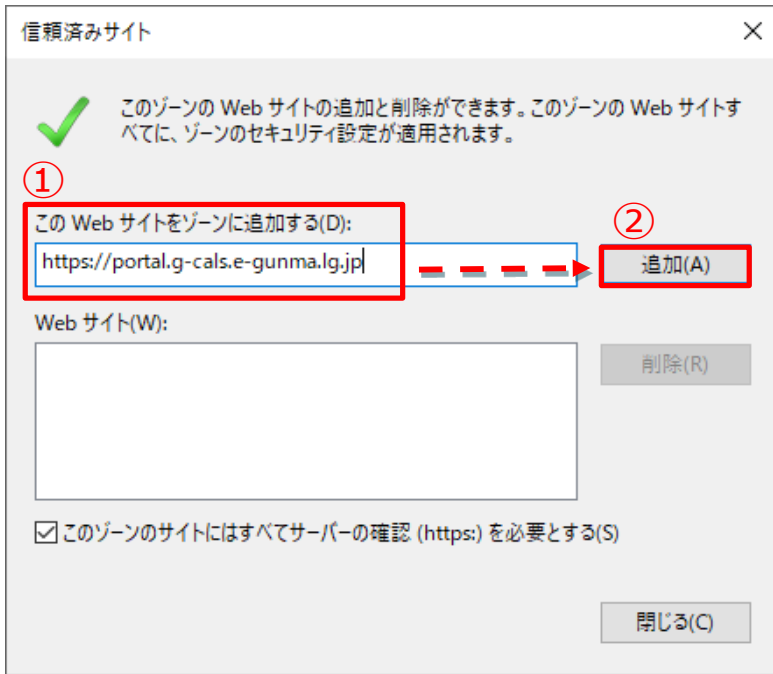 信頼済みサイト
このゾーンの Web サイトの追加と削除ができます。このゾーンの Web サイトす
べてに、ゾーンのセキュリティ設定が適用されます。
①
この Web サイトをゾーンに追加する(D):
②
https://portal.g-cals.e-gunma.lg.jp
追加(A)
Web サイト(W):
削除(R)
このゾーンのサイトにはすべてサーバーの確認 (https:) を必要とする(S)
閉じる(C)